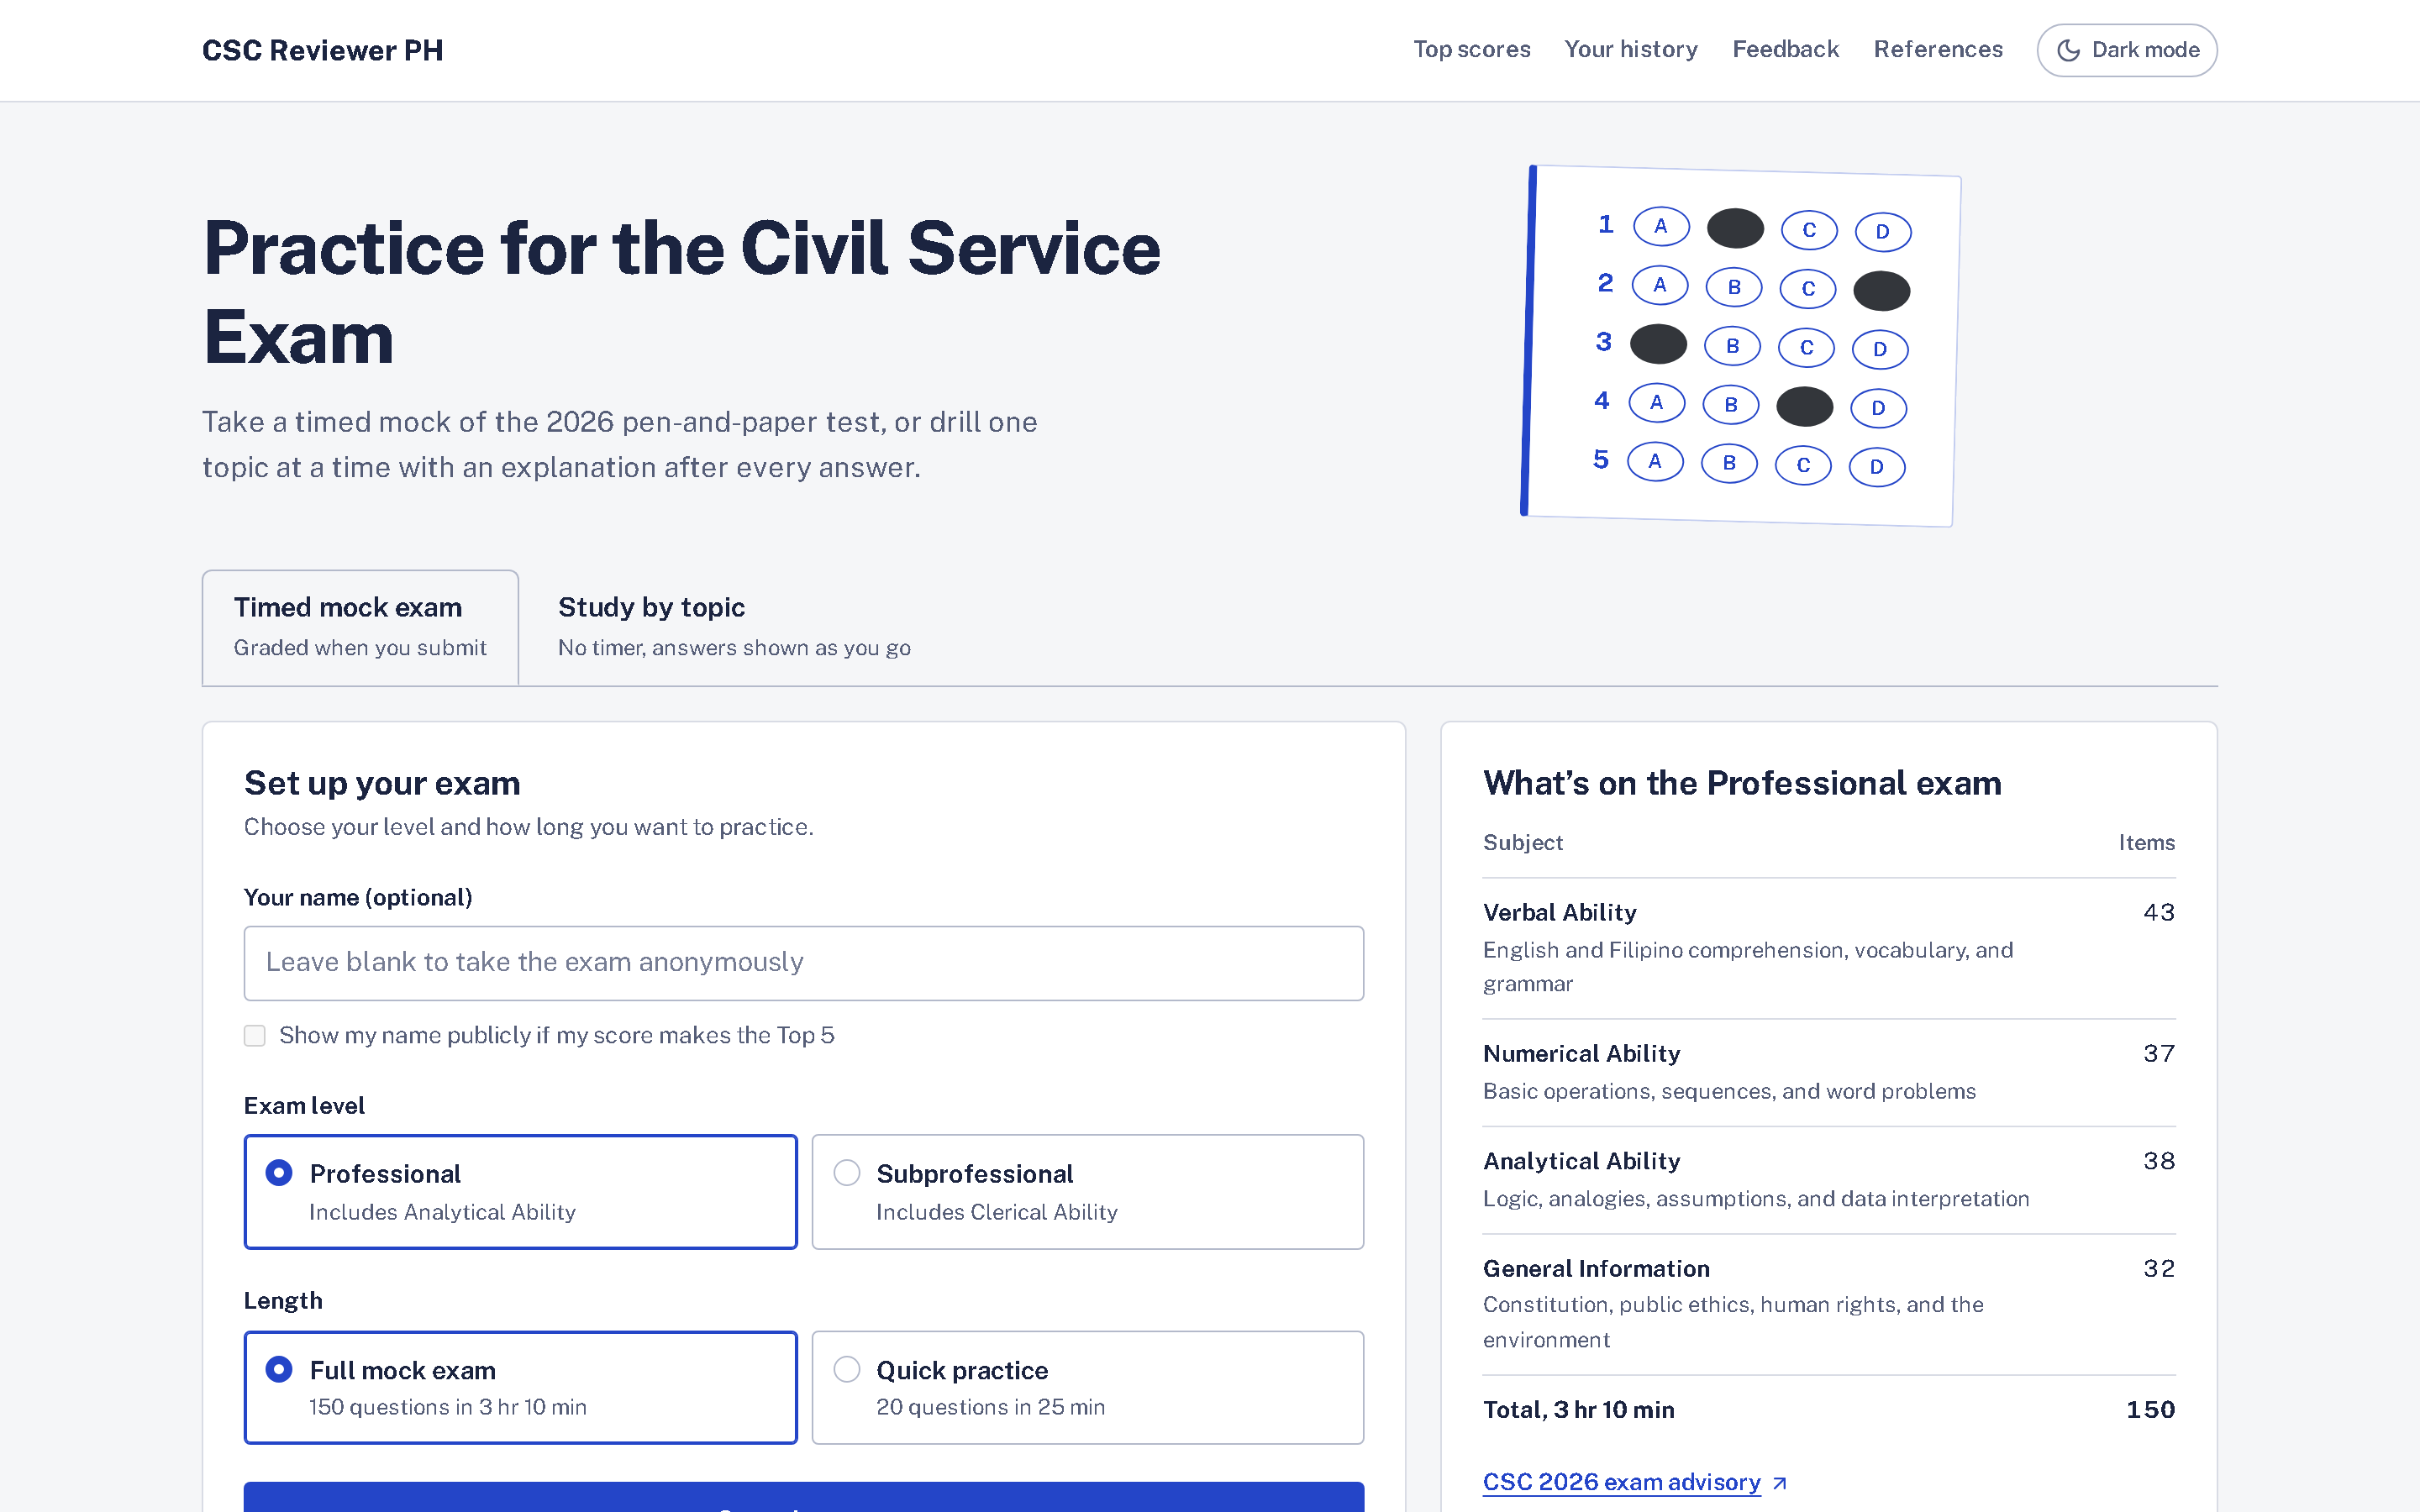 CSC Reviewer PH
Top scores
Your history
Feedback
References
Dark mode
Practice for the Civil Service
Exam
Take a timed mock of the 2026 pen-and-paper test, or drill one
topic at a time with an explanation after every answer.
1 A C D
2 A B C
3 B C D
4 A B D
5 A B C D
Timed mock exam
Graded when you submit
Study by topic
No timer, answers shown as you go
Set up your exam
Choose your level and how long you want to practice.
Your name (optional)
Leave blank to take the exam anonymously
Show my name publicly if my score makes the Top 5
Exam level
Professional
Includes Analytical Ability
Subprofessional
Includes Clerical Ability
Length
Full mock exam
150 questions in 3 hr 10 min
Quick practice
20 questions in 25 min
What’s on the Professional exam
Subject Items
Verbal Ability 43
English and Filipino comprehension, vocabulary, and
grammar
Numerical Ability 37
Basic operations, sequences, and word problems
Analytical Ability 38
Logic, analogies, assumptions, and data interpretation
General Information 32
Constitution, public ethics, human rights, and the
environment
Total, 3 hr 10 min 150
CSC 2026 exam advisory